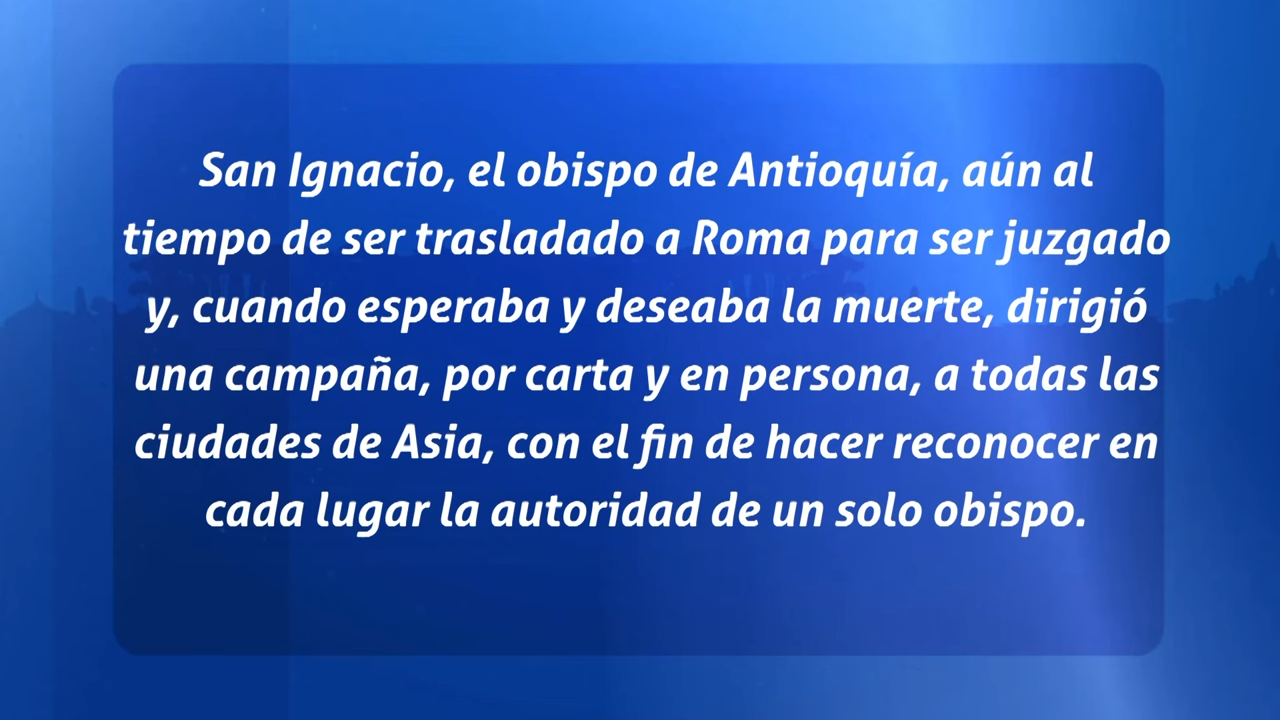 San Ignacio, el obispo de Antioquía, aún al
tiempo de ser trasladado a Roma para ser juzgado
y, cuando esperaba y deseaba la muerte, dirigió
una campaña, por carta y en persona, a todas las
ciudades de Asia, con el fin de hacer reconocer en
cada lugar la autoridad de un solo obispo.